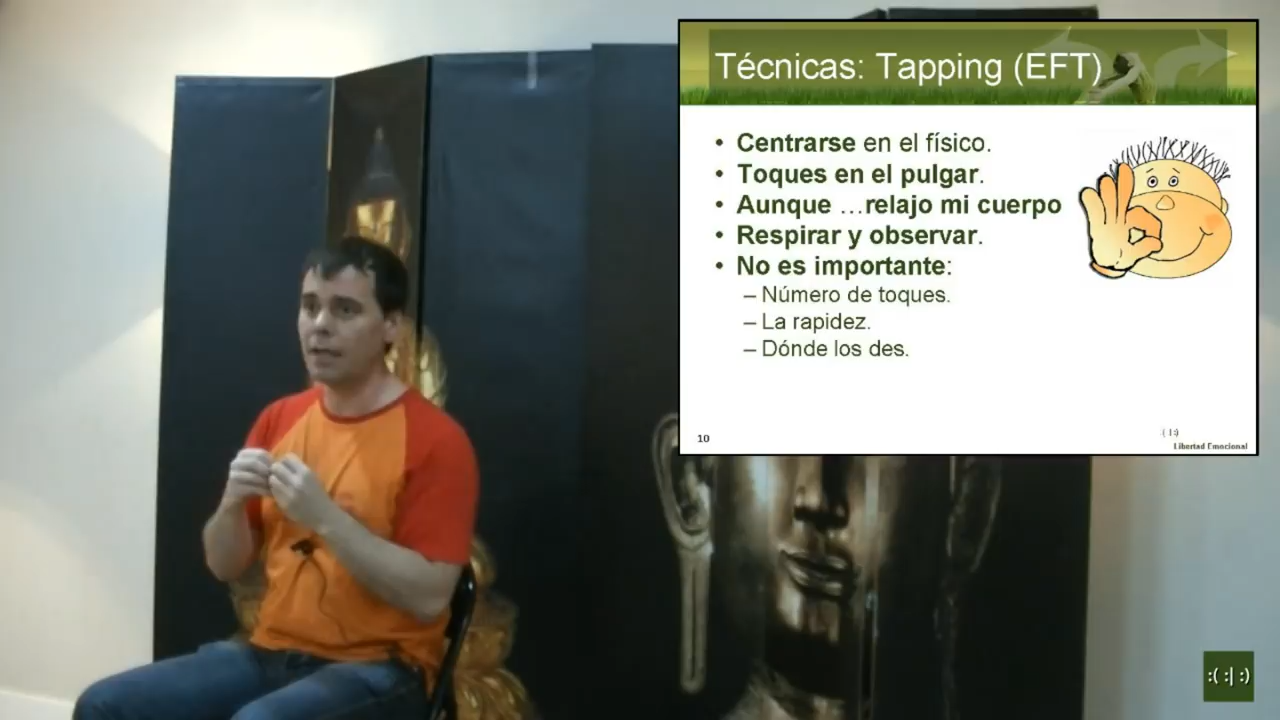 Técnicas: Tapping (EFT)
• Centrarse en el físico.
• Toques en el pulgar.
• Aunque …relajo mi cuerpo
• Respirar y observar.
• No es importante:
– Número de toques.
– La rapidez.
– Dónde los des.
10
:( |:)
Libertad Emocional
:( :| :)